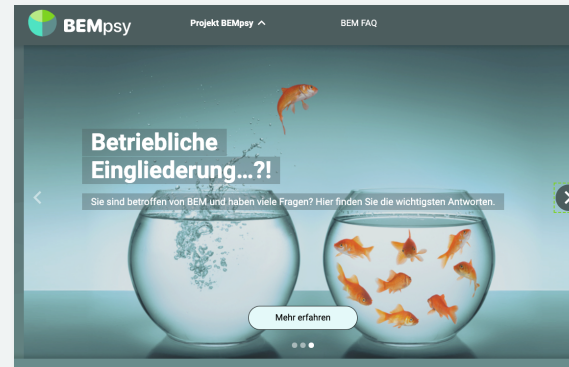 BEMpsy
Projekt BEMpsy
BEM FAQ
Betriebliche
Eingliederung...?!
Sie sind betroffen von BEM und haben viele Fragen? Hier finden Sie die wichtigsten Antworten.
Mehr erfahren